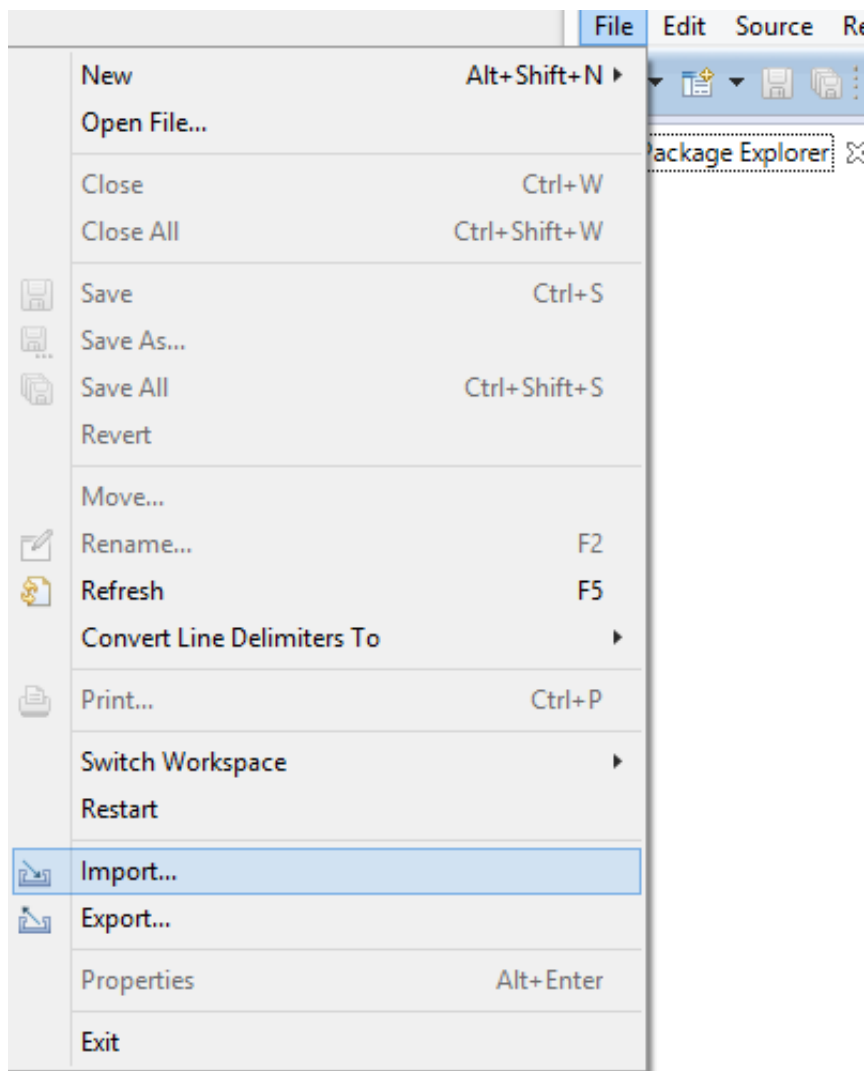 File Edit Source
New Alt+Shift+N
Open File...
Package Explorer
Close Ctrl+W
Close All Ctrl+Shift+W
Save Ctrl+S
Save As...
Save All Ctrl+Shift+S
Revert
Move...
Rename... F2
Refresh F5
Convert Line Delimiters To
Print... Ctrl+P
Switch Workspace
Restart
Import...
Export...
Properties Alt+Enter
Exit